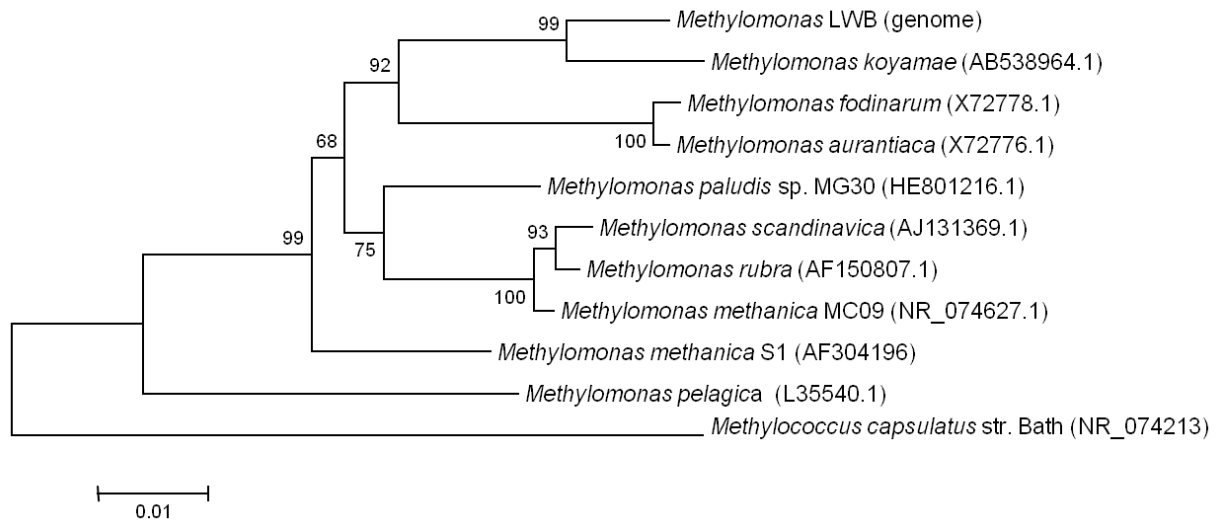 Methylomonas LWB (genome)
99
Methylomonas koyamae (AB538964.1)
92
Methylomonas fodinarum (X72778.1)
100
Methylomonas aurantiaca (X72776.1)
68
Methylomonas paludis sp. MG30 (HE801216.1)
Methylomonas scandinavica (AJ131369.1)
93
99
75
Methylomonas rubra (AF150807.1)
100
Methylomonas methanica MC09 (NR_074627.1)
Methylomonas methanica S1 (AF304196)
Methylomonas pelagica (L35540.1)
Methylococcus capsulatus str. Bath (NR_074213)
0.01